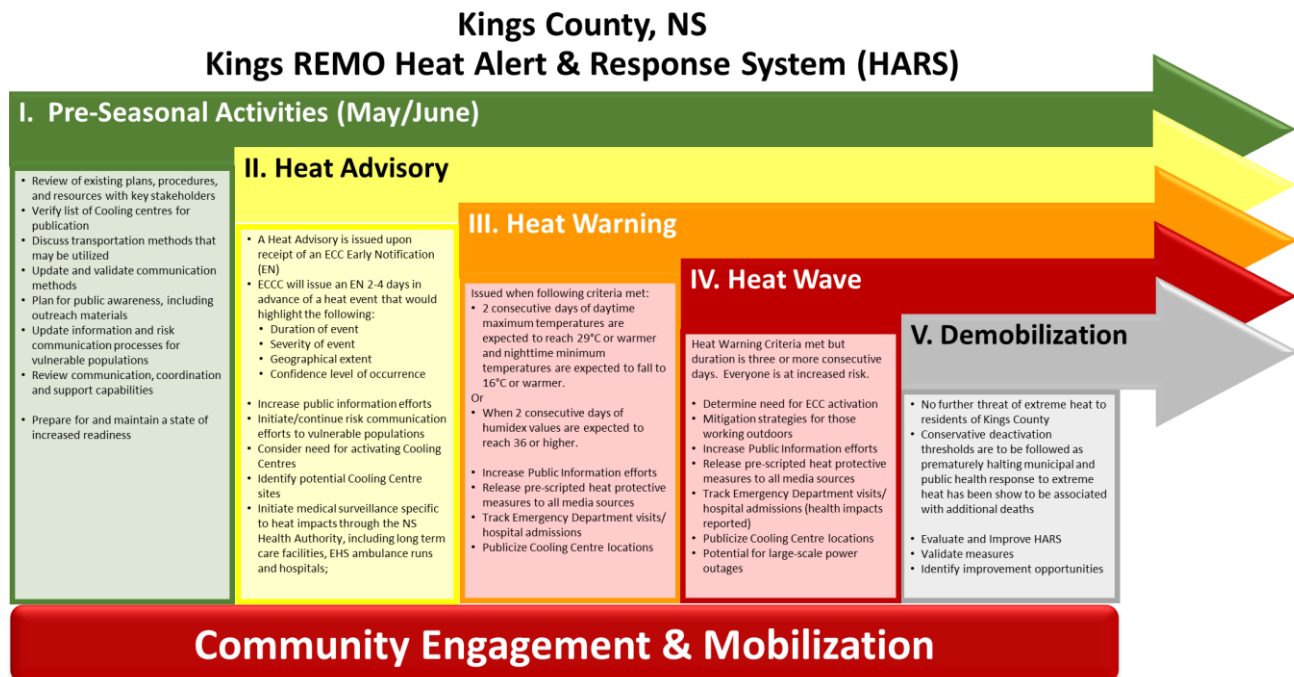 Kings County, NS
Kings REMO Heat Alert & Response System (HARS)
I. Pre-Seasonal Activities (May/June)
• Review of existing plans, procedures,
and resources with key stakeholders
• Verify list of Cooling centres for
publication
• Discuss transportation methods that
may be utilized
• Update and validate communication
methods
• Plan for public awareness, including
outreach materials
• Update information and risk
communication processes for
vulnerable populations
• Review communication, coordination
and support capabilities
• Prepare for and maintain a state of
increased readiness
II. Heat Advisory
• A Heat Advisory is issued upon
receipt of an ECC Early Notification
(EN)
• ECCC will issue an EN 2-4 days in
advance of a heat event that would
highlight the following:
• Duration of event
• Severity of event
• Geographical extent
• Confidence level of occurrence
• Increase public information efforts
• Initiate/continue risk communication
efforts to vulnerable populations
• Consider need for activating Cooling
Centres
• Identify potential Cooling Centre
sites
• Initiate medical surveillance specific
to heat impacts through the NS
Health Authority, including long term
care facilities, EHS ambulance runs
and hospitals;
III. Heat Warning
Issued when following criteria met:
• 2 consecutive days of daytime
maximum temperatures are
expected to reach 29°C or warmer
and nighttime minimum
temperatures are expected to fall to
16°C or warmer.
Or
• When 2 consecutive days of
humidex values are expected to
reach 36 or higher.
• Increase Public Information efforts
• Release pre-scripted heat protective
measures to all media sources
• Track Emergency Department visits/
hospital admissions
• Publicize Cooling Centre locations
IV. Heat Wave
Heat Warning Criteria met but
duration is three or more consecutive
days. Everyone is at increased risk.
• Determine need for ECC activation
• Mitigation strategies for those
working outdoors
• Increase Public Information efforts
• Release pre-scripted heat protective
measures to all media sources
• Track Emergency Department visits/
hospital admissions (health impacts
reported)
• Publicize Cooling Centre locations
• Potential for large-scale power
outages
V. Demobilization
• No further threat of extreme heat to
residents of Kings County
• Conservative deactivation
thresholds are to be followed as
prematurely halting municipal and
public health response to extreme
heat has been show to be associated
with additional deaths
• Evaluate and Improve HARS
• Validate measures
• Identify improvement opportunities
Community Engagement & Mobilization